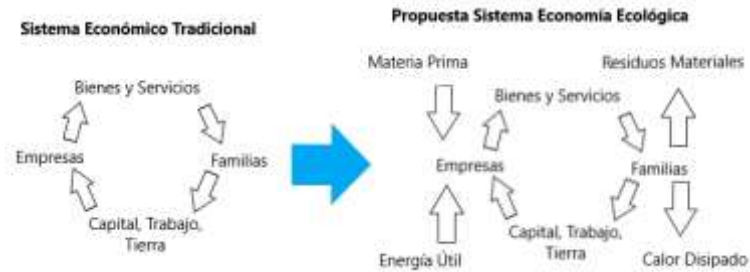 Sistema Económico Tradicional
Bienes y Servicios
Empresas
Familias
Capital, Trabajo,
Tierra
Propuesta Sistema Economía Ecológica
Materia Prima
Residuos Materiales
Bienes y Servicios
Empresas
Familias
Capital, Trabajo,
Tierra
Energía Útil
Calor Disipado